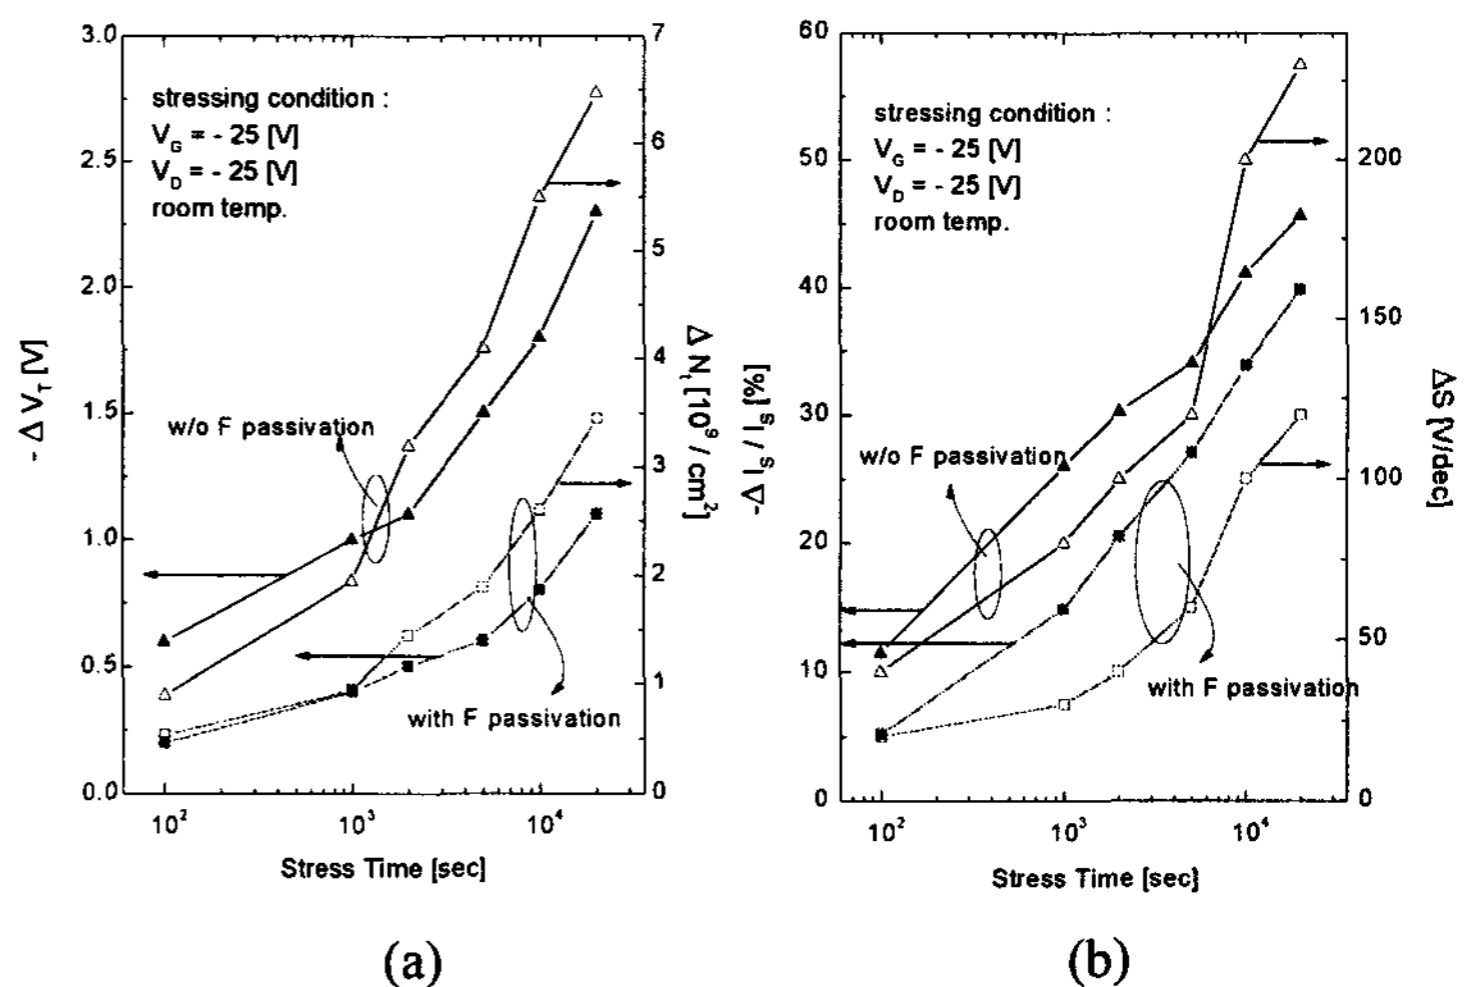 3.0
2.5
2.0
1.5
1.0
0.5
0.0
- Δ V_T [V]
stressing condition :
V_G = - 25 [V]
V_D = - 25 [V]
room temp.
w/o F passivation
with F passivation
7
6
5
4
3
2
1
0
Δ N_t [10^9 / cm^2]
10^2
10^3
10^4
Stress Time [sec]
(a)
60
50
40
30
20
10
0
-Δ I_S / I_S [%]
stressing condition :
V_G = - 25 [V]
V_D = - 25 [V]
room temp.
w/o F passivation
with F passivation
200
150
100
50
0
ΔS [V/dec]
10^2
10^3
10^4
Stress Time [sec]
(b)